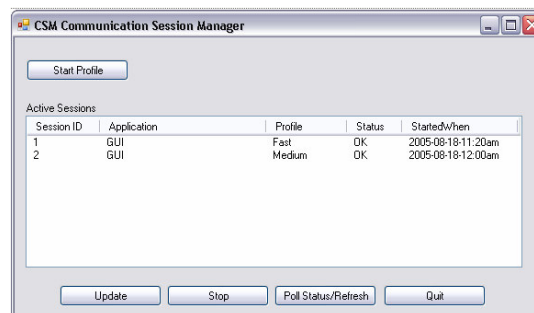 CSM Communication Session Manager
Start Profile
Active Sessions
Session ID Application Profile Status StartedWhen
1 GUI Fast OK 2005-08-18-11:20am
2 GUI Medium OK 2005-08-18-12:00am
Update Stop Poll Status/Refresh Quit